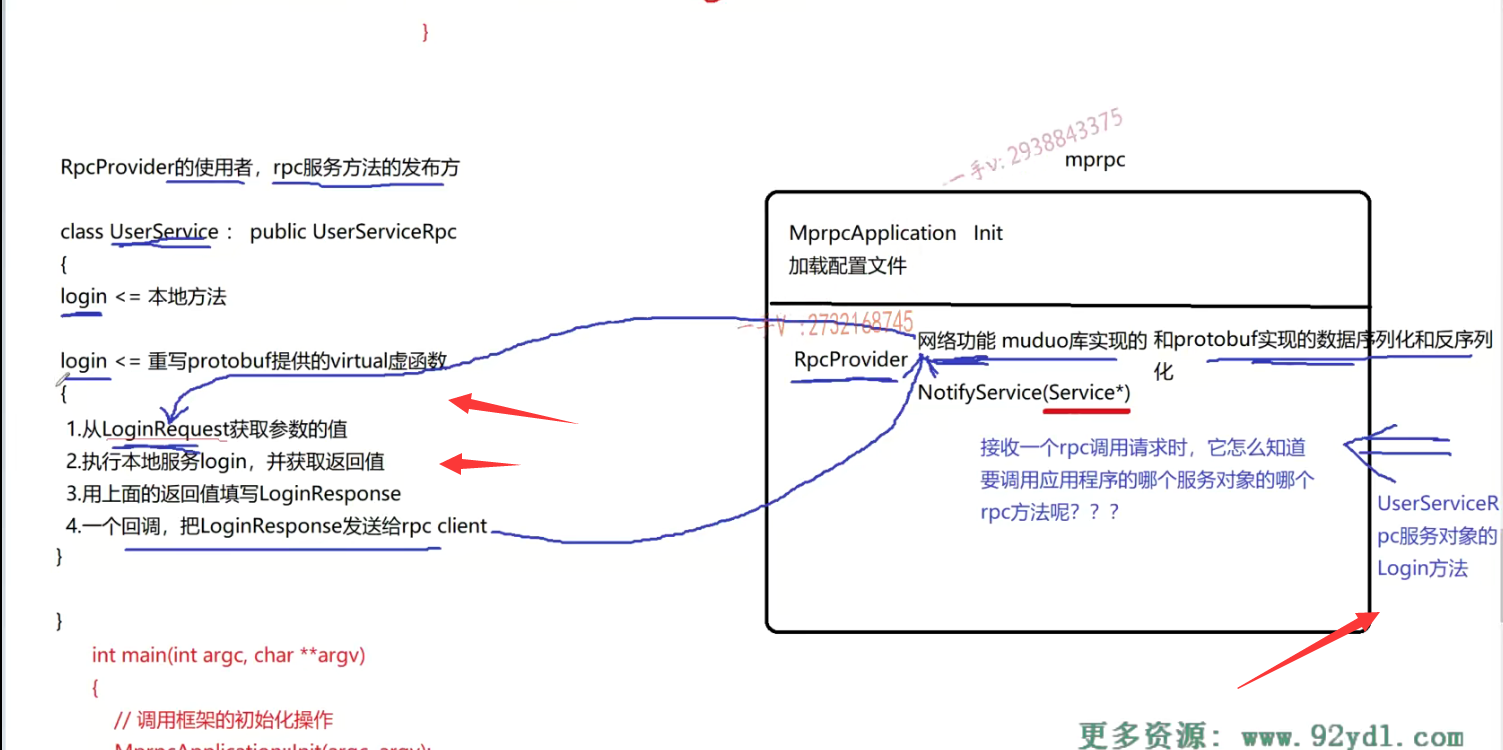 }
一手v: 2938843375
mprpc
RpcProvider的使用者，rpc服务方法的发布方
class UserService : public UserServiceRpc
{
login <= 本地方法
login <= 重写protobuf提供的virtual虚函数
{
1.从LoginRequest获取参数的值
2.执行本地服务login，并获取返回值
3.用上面的返回值填写LoginResponse
4.一个回调，把LoginResponse发送给rpc client
}
}
int main(int argc, char **argv)
{
// 调用框架的初始化操作
MprpcApplication::Init(argc, argv);
MprpcApplication Init
加载配置文件
一手V :2732168745
RpcProvider
网络功能 muduo库实现的 和protobuf实现的数据序列化和反序列
化
NotifyService(Service*)
接收一个rpc调用请求时，它怎么知道
要调用应用程序的哪个服务对象的哪个
rpc方法呢？？？
UserServiceR
pc服务对象的
Login方法
更多资源: www.92ydl.com